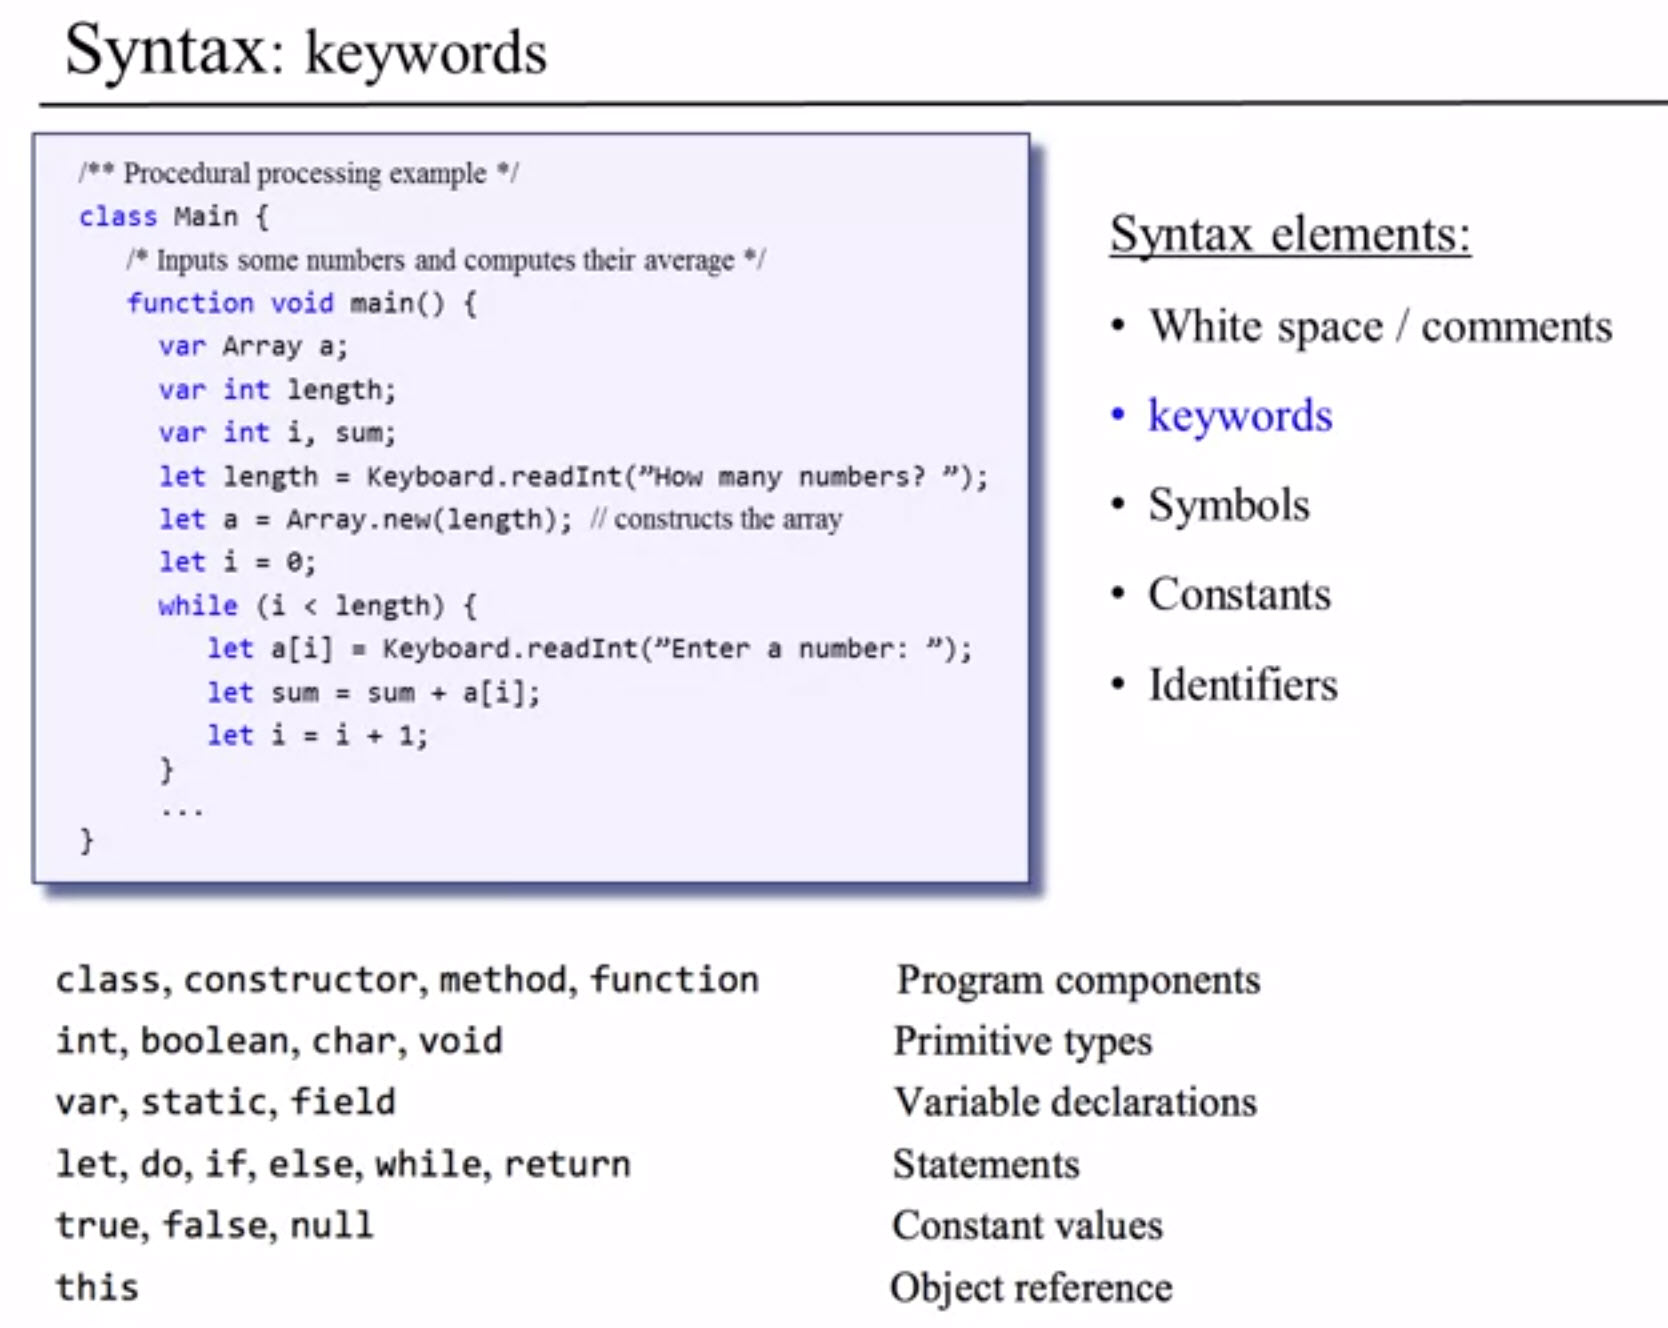 Syntax: keywords
/** Procedural processing example */
class Main {
/* Inputs some numbers and computes their average */
function void main() {
var Array a;
var int length;
var int i, sum;
let length = Keyboard.readInt(”How many numbers? ”);
let a = Array.new(length); // constructs the array
let i = 0;
while (i < length) {
let a[i] = Keyboard.readInt(”Enter a number: ”);
let sum = sum + a[i];
let i = i + 1;
}
...
}
Syntax elements:
• White space / comments
• keywords
• Symbols
• Constants
• Identifiers
class, constructor, method, function Program components
int, boolean, char, void Primitive types
var, static, field Variable declarations
let, do, if, else, while, return Statements
true, false, null Constant values
this Object reference